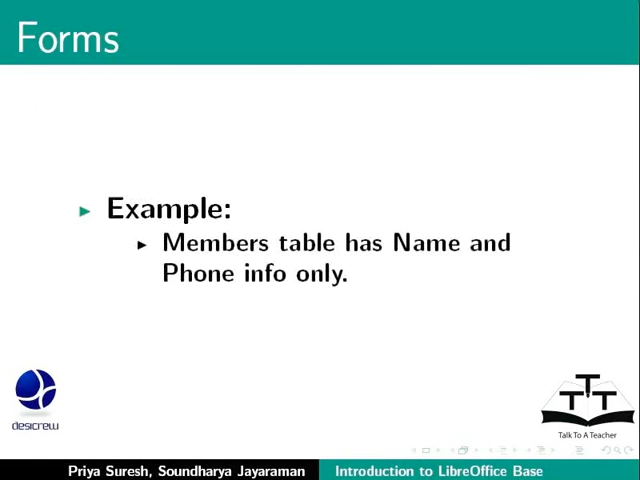 Forms
Example:
Members table has Name and
Phone info only.
desicrew
T T T
Talk To A Teacher
Priya Suresh, Soundharya Jayaraman Introduction to LibreOffice Base